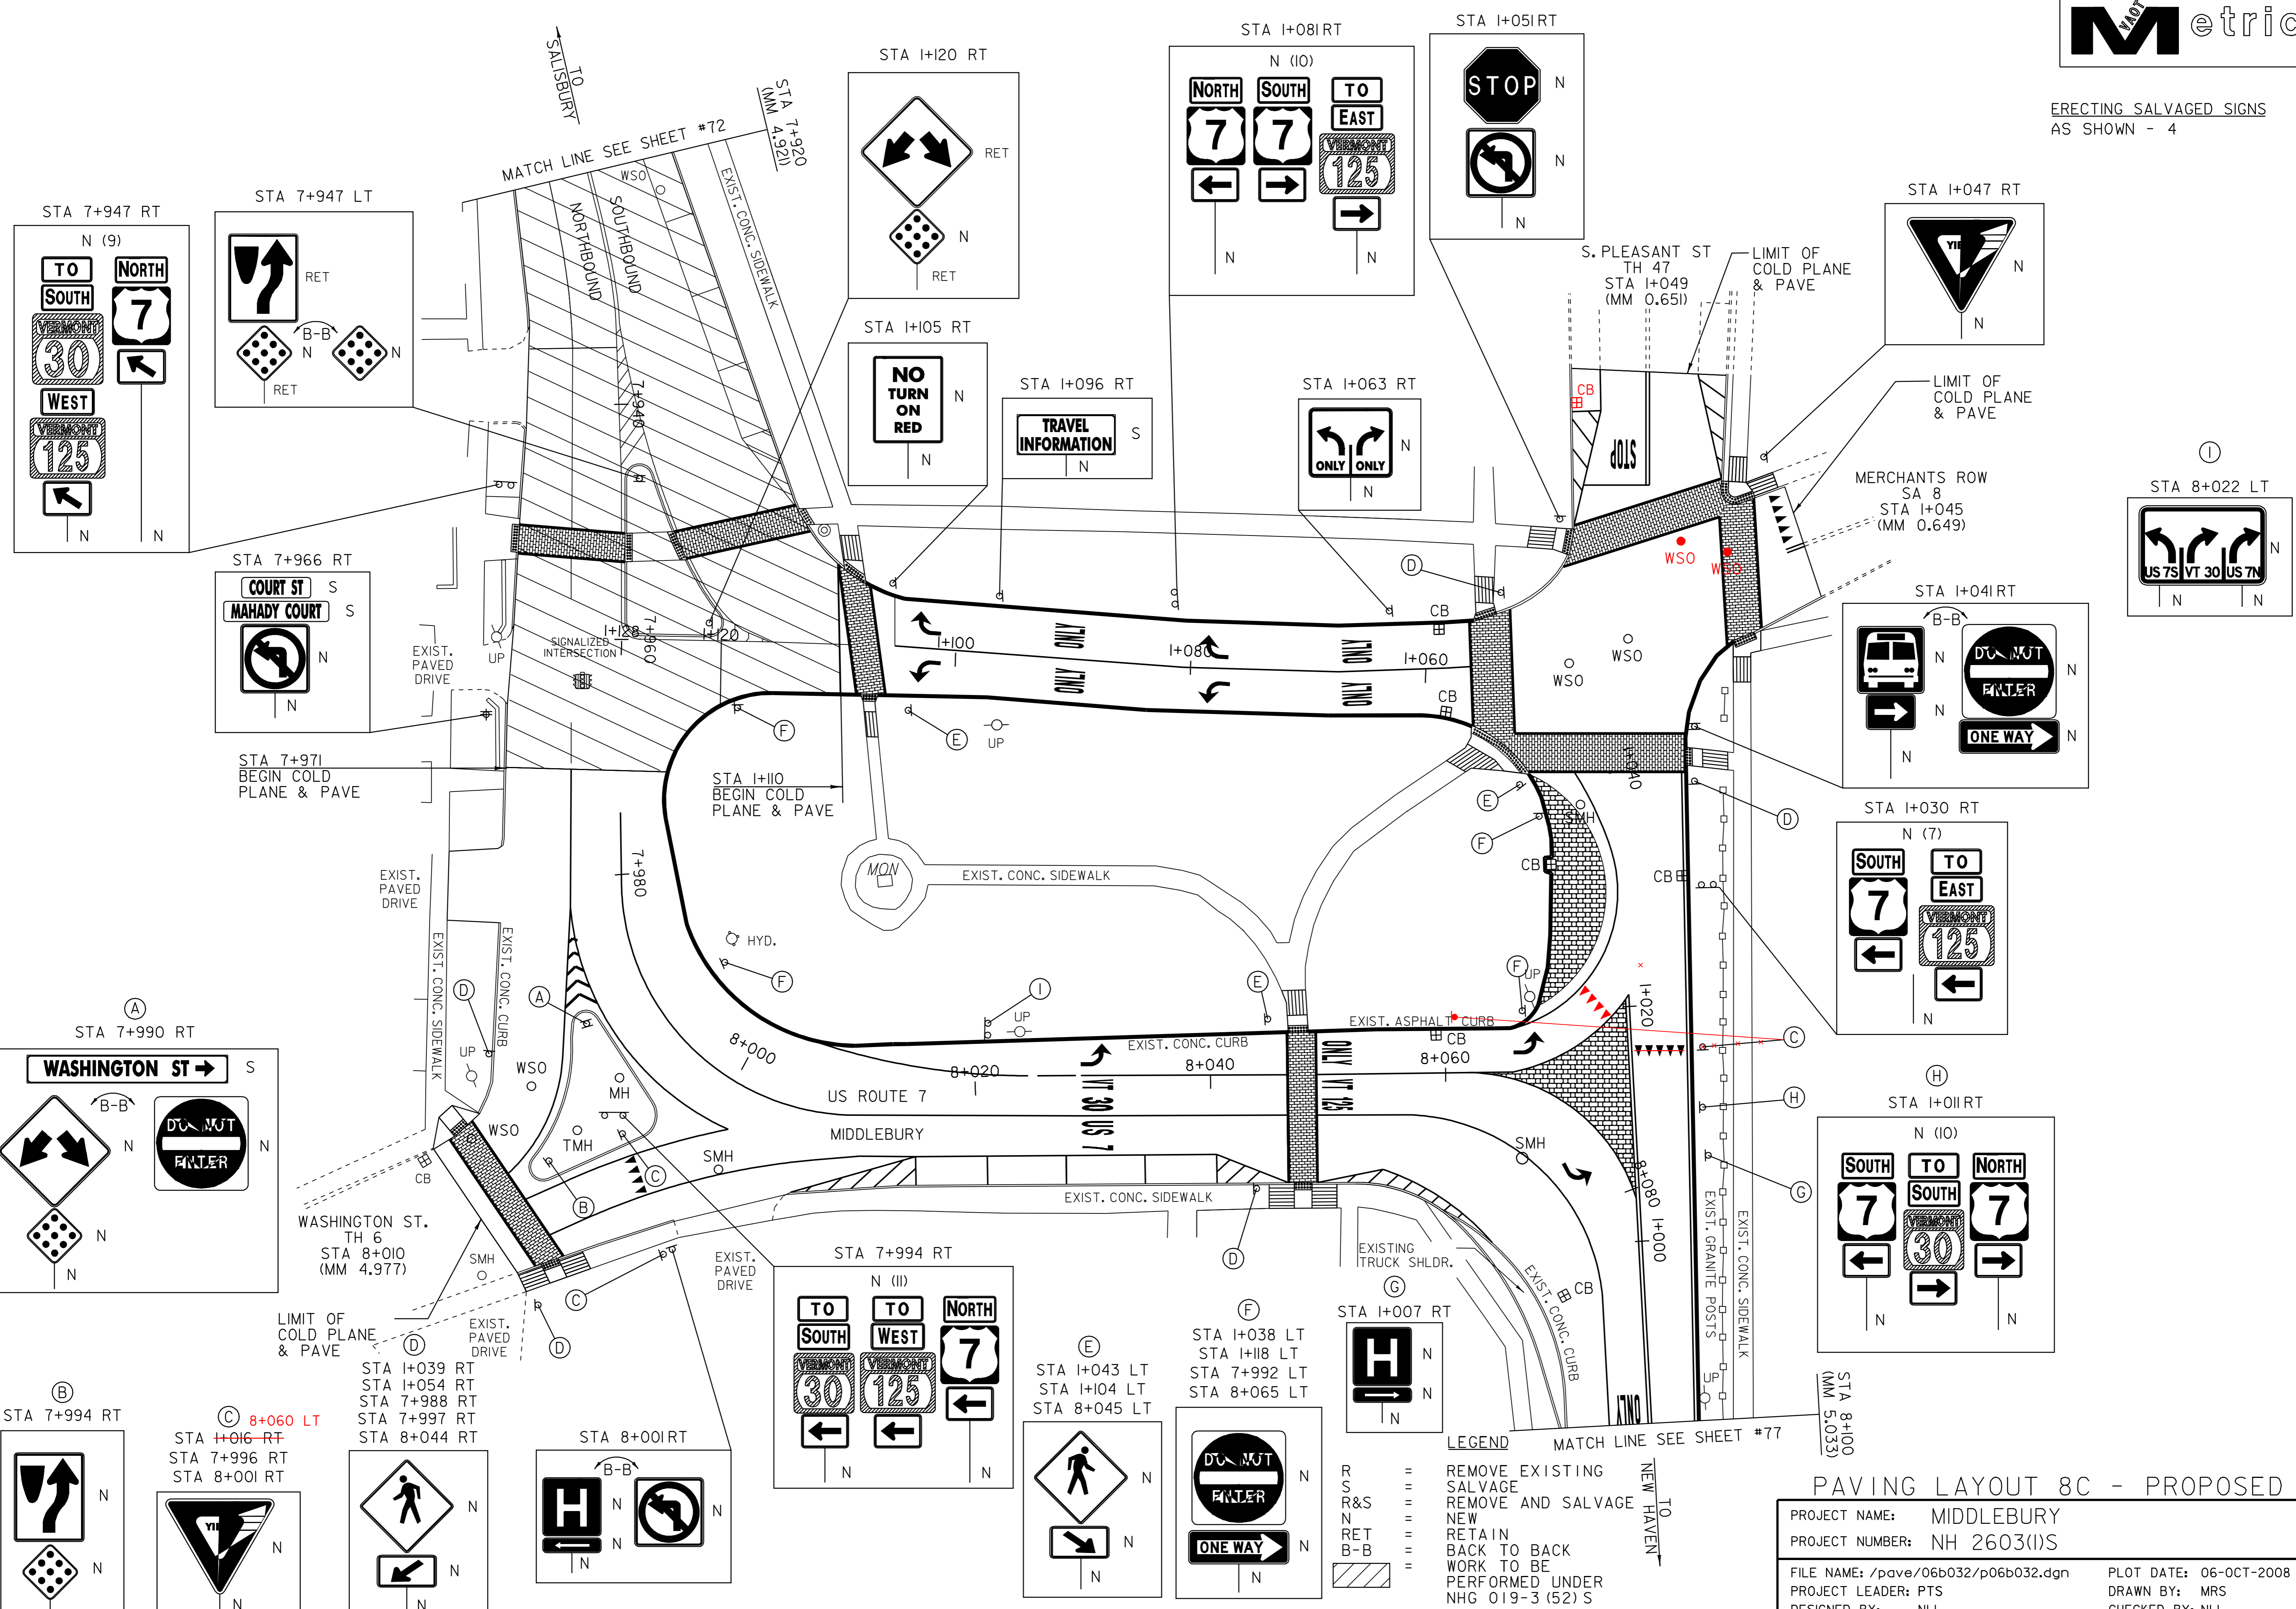 VAOT Metric
ERECTING SALVAGED SIGNS
AS SHOWN - 4
TO
SALISBURY
STA 7+920
(MM 4.921)
MATCH LINE SEE SHEET #72
STA 7+947 RT
N (9)
TO
SOUTH
VERMONT
30
WEST
VERMONT
125
NORTH
7
N
N
STA 7+947 LT
RET
B-B
N
N
RET
STA 1+120 RT
RET
N
RET
STA 1+081 RT
N (10)
NORTH
7
SOUTH
7
TO
EAST
VERMONT
125
N
N
STA 1+051 RT
STOP
N
N
N
STA 1+047 RT
N
N
S. PLEASANT ST
TH 47
STA 1+049
(MM 0.651)
LIMIT OF
COLD PLANE
& PAVE
LIMIT OF
COLD PLANE
& PAVE
MERCHANTS ROW
SA 8
STA 1+045
(MM 0.649)
I
STA 8+022 LT
US 7S
VT 30
US 7N
N
N
N
STA 7+966 RT
COURT ST
S
MAHADY COURT
S
N
N
STA 1+105 RT
NO
TURN
ON
RED
N
N
STA 1+096 RT
TRAVEL
INFORMATION
S
N
STA 1+063 RT
ONLY
ONLY
N
N
STA 1+041 RT
B-B
N
N
N
DO NOT
ENTER
N
ONE WAY
N
STA 1+030 RT
N (7)
SOUTH
7
TO
EAST
VERMONT
125
N
N
WSO
NORTHBOUND
SOUTHBOUND
EXIST. CONC. SIDEWALK
7+940
7+960
1+128
1+120
SIGNALIZED
INTERSECTION
EXIST.
PAVED
DRIVE
UP
STA 7+971
BEGIN COLD
PLANE & PAVE
STA 1+110
BEGIN COLD
PLANE & PAVE
1+100
ONLY
ONLY
1+080
ONLY
ONLY
1+060
CB
CB
CB
STOP
WSO
WSO
WSO
WSO
D
F
E
UP
E
F
D
1+040
SMH
CB
CB
7+980
MON
EXIST. CONC. SIDEWALK
EXIST.
PAVED
DRIVE
EXIST. CONC. SIDEWALK
EXIST. CONC. CURB
HYD.
F
D
A
UP
WSO
WSO
MH
TMH
I
UP
E
F
UP
EXIST. ASPHALT CURB
CB
EXIST. CONC. CURB
1+020
C
H
G
8+000
8+020
8+040
8+060
US ROUTE 7
MIDDLEBURY
VT 30
US 7
ONLY
VT 125
SMH
SMH
C
B
8+080
1+000
EXIST. CONC. SIDEWALK
EXIST. GRANITE POSTS
EXIST. CONC. SIDEWALK
A
STA 7+990 RT
WASHINGTON ST
S
B-B
N
N
N
DO NOT
ENTER
N
CB
WASHINGTON ST.
TH 6
STA 8+010
(MM 4.977)
SMH
LIMIT OF
COLD PLANE
& PAVE
EXIST.
PAVED
DRIVE
D
C
EXIST.
PAVED
DRIVE
D
EXISTING
TRUCK SHLDR.
EXIST. CONC. CURB
CB
UP
ONLY
H
STA 1+011 RT
N (10)
SOUTH
7
TO
SOUTH
VERMONT
30
NORTH
7
N
N
STA 7+994 RT
N (11)
TO
SOUTH
VERMONT
30
TO
WEST
VERMONT
125
NORTH
7
N
N
B
STA 7+994 RT
N
N
C
8+060 LT
STA 1+016 RT
STA 7+996 RT
STA 8+001 RT
N
N
D
STA 1+039 RT
STA 1+054 RT
STA 7+988 RT
STA 7+997 RT
STA 8+044 RT
N
N
N
STA 8+001 RT
B-B
H
N
N
N
N
E
STA 1+043 LT
STA 1+104 LT
STA 8+045 LT
N
N
N
F
STA 1+038 LT
STA 1+118 LT
STA 7+992 LT
STA 8+065 LT
DO NOT
ENTER
N
ONE WAY
N
N
G
STA 1+007 RT
H
N
N
N
LEGEND
R = REMOVE EXISTING
S = SALVAGE
R&S = REMOVE AND SALVAGE
N = NEW
RET = RETAIN
B-B = BACK TO BACK
= WORK TO BE
PERFORMED UNDER
NHG 019-3 (52) S
MATCH LINE SEE SHEET #77
TO
NEW HAVEN
STA 8+100
(MM 5.033)
PAVING LAYOUT 8C - PROPOSED
PROJECT NAME: MIDDLEBURY
PROJECT NUMBER: NH 2603(1)S
FILE NAME: /pave/06b032/p06b032.dgn
PLOT DATE: 06-OCT-2008
PROJECT LEADER: PTS
DRAWN BY: MRS